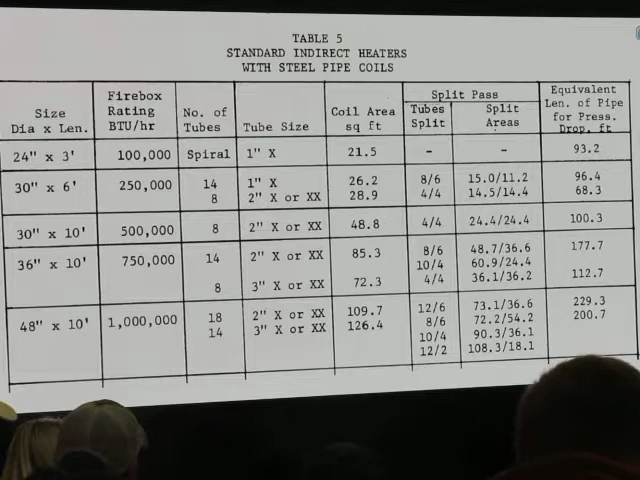 TABLE 5
STANDARD INDIRECT HEATERS
WITH STEEL PIPE COILS
Size Dia x Len. Firebox Rating BTU/hr No. of Tubes Tube Size Coil Area sq ft Split Pass Tubes Split Split Areas Equivalent Len. of Pipe for Press. Drop, ft
24" x 3' 100,000 Spiral 1" X 21.5 - - 93.2
30" x 6' 250,000 14 1" X 26.2 8/6 15.0/11.2 96.4
8 2" X or XX 28.9 4/4 14.5/14.4 68.3
30" x 10' 500,000 8 2" X or XX 48.8 4/4 24.4/24.4 100.3
36" x 10' 750,000 14 2" X or XX 85.3 8/6 48.7/36.6 177.7
10/4 60.9/24.4
8 3" X or XX 72.3 4/4 36.1/36.2 112.7
48" x 10' 1,000,000 18 2" X or XX 109.7 12/6 73.1/36.6 229.3
14 3" X or XX 126.4 8/6 72.2/54.2 200.7
10/4 90.3/36.1
12/2 108.3/18.1